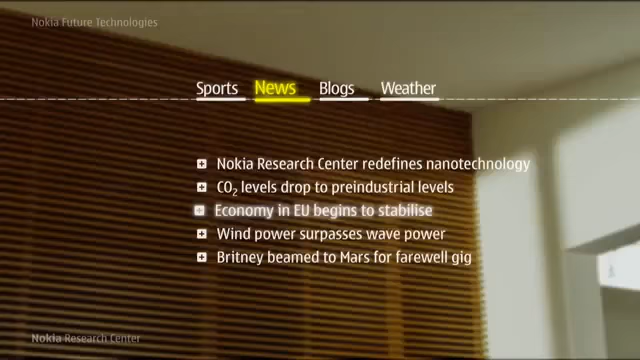 Nokia Future Technologies
Sports News Blogs Weather
Nokia Research Center redefines nanotechnology
CO₂ levels drop to preindustrial levels
Economy in EU begins to stabilise
Wind power surpasses wave power
Britney beamed to Mars for farewell gig
Nokia Research Center